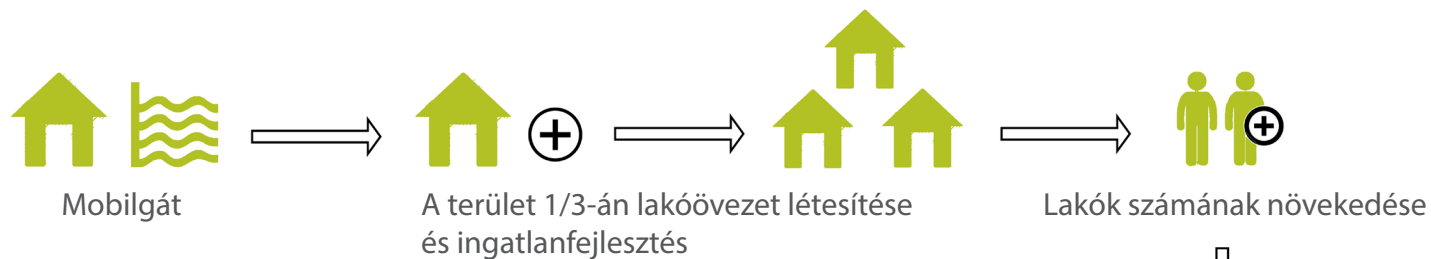 Mobilgát
A terület 1/3-án lakóövezet létesítése
és ingatlanfejlesztés
Lakók számának növekedése